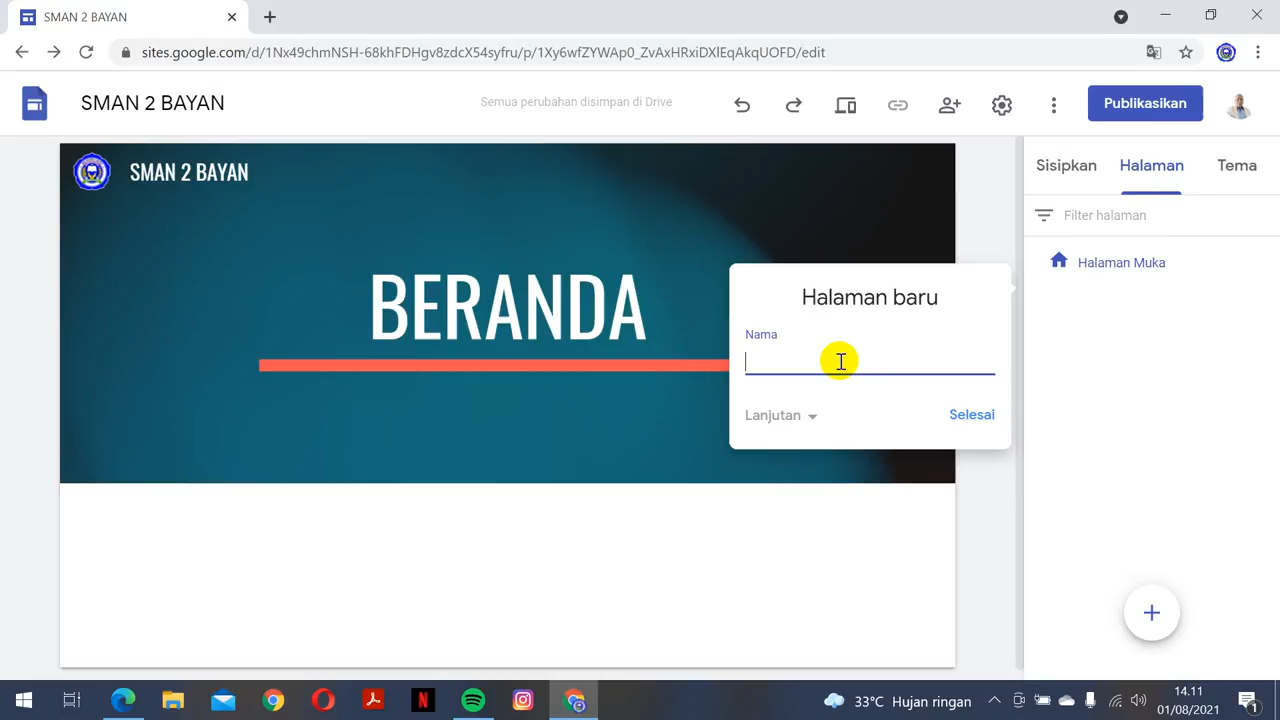 SMAN 2 BAYAN
sites.google.com/d/1Nx49chmNSH-68khFDHgv8zdcX54syfru/p/1Xy6wfZYWAp0_ZvAxHRxiDXlEqAkqUOFD/edit
SMAN 2 BAYAN
Semua perubahan disimpan di Drive
Publikasikan
SMAN 2 BAYAN
BERANDA
Sisipkan
Halaman
Tema
Filter halaman
Halaman Muka
Halaman baru
Nama
Lanjutan
Selesai
33°C Hujan ringan
14.11
01/08/2021
1